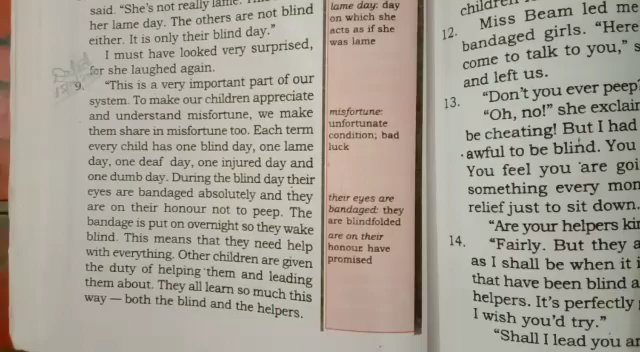 said. "She's not really lame.
her lame day. The others are not blind
either. It is only their blind day."
I must have looked very surprised,
for she laughed again.
9. "This is a very important part of our
system. To make our children appreciate
and understand misfortune, we make
them share in misfortune too. Each term
every child has one blind day, one lame
day, one deaf day, one injured day and
one dumb day. During the blind day their
eyes are bandaged absolutely and they
are on their honour not to peep. The
bandage is put on overnight so they wake
blind. This means that they need help
with everything. Other children are given
the duty of helping them and leading
them about. They all learn so much this
way — both the blind and the helpers.
lame day: day
on which she
acts as if she
was lame
misfortune:
unfortunate
condition; bad
luck
their eyes are
bandaged: they
are blindfolded
are on their
honour have
promised
children
12. Miss Beam led me
bandaged girls. "Here
come to talk to you,"
and left us.
13. "Don't you ever peep?
"Oh, no!" she exclai
be cheating! But I had
awful to be blind. You
You feel you are goi
something every mo
relief just to sit down.
"Are your helpers ki
14. "Fairly. But they a
as I shall be when it i
that have been blind a
helpers. It's perfectly
I wish you'd try."
"Shall I lead you a